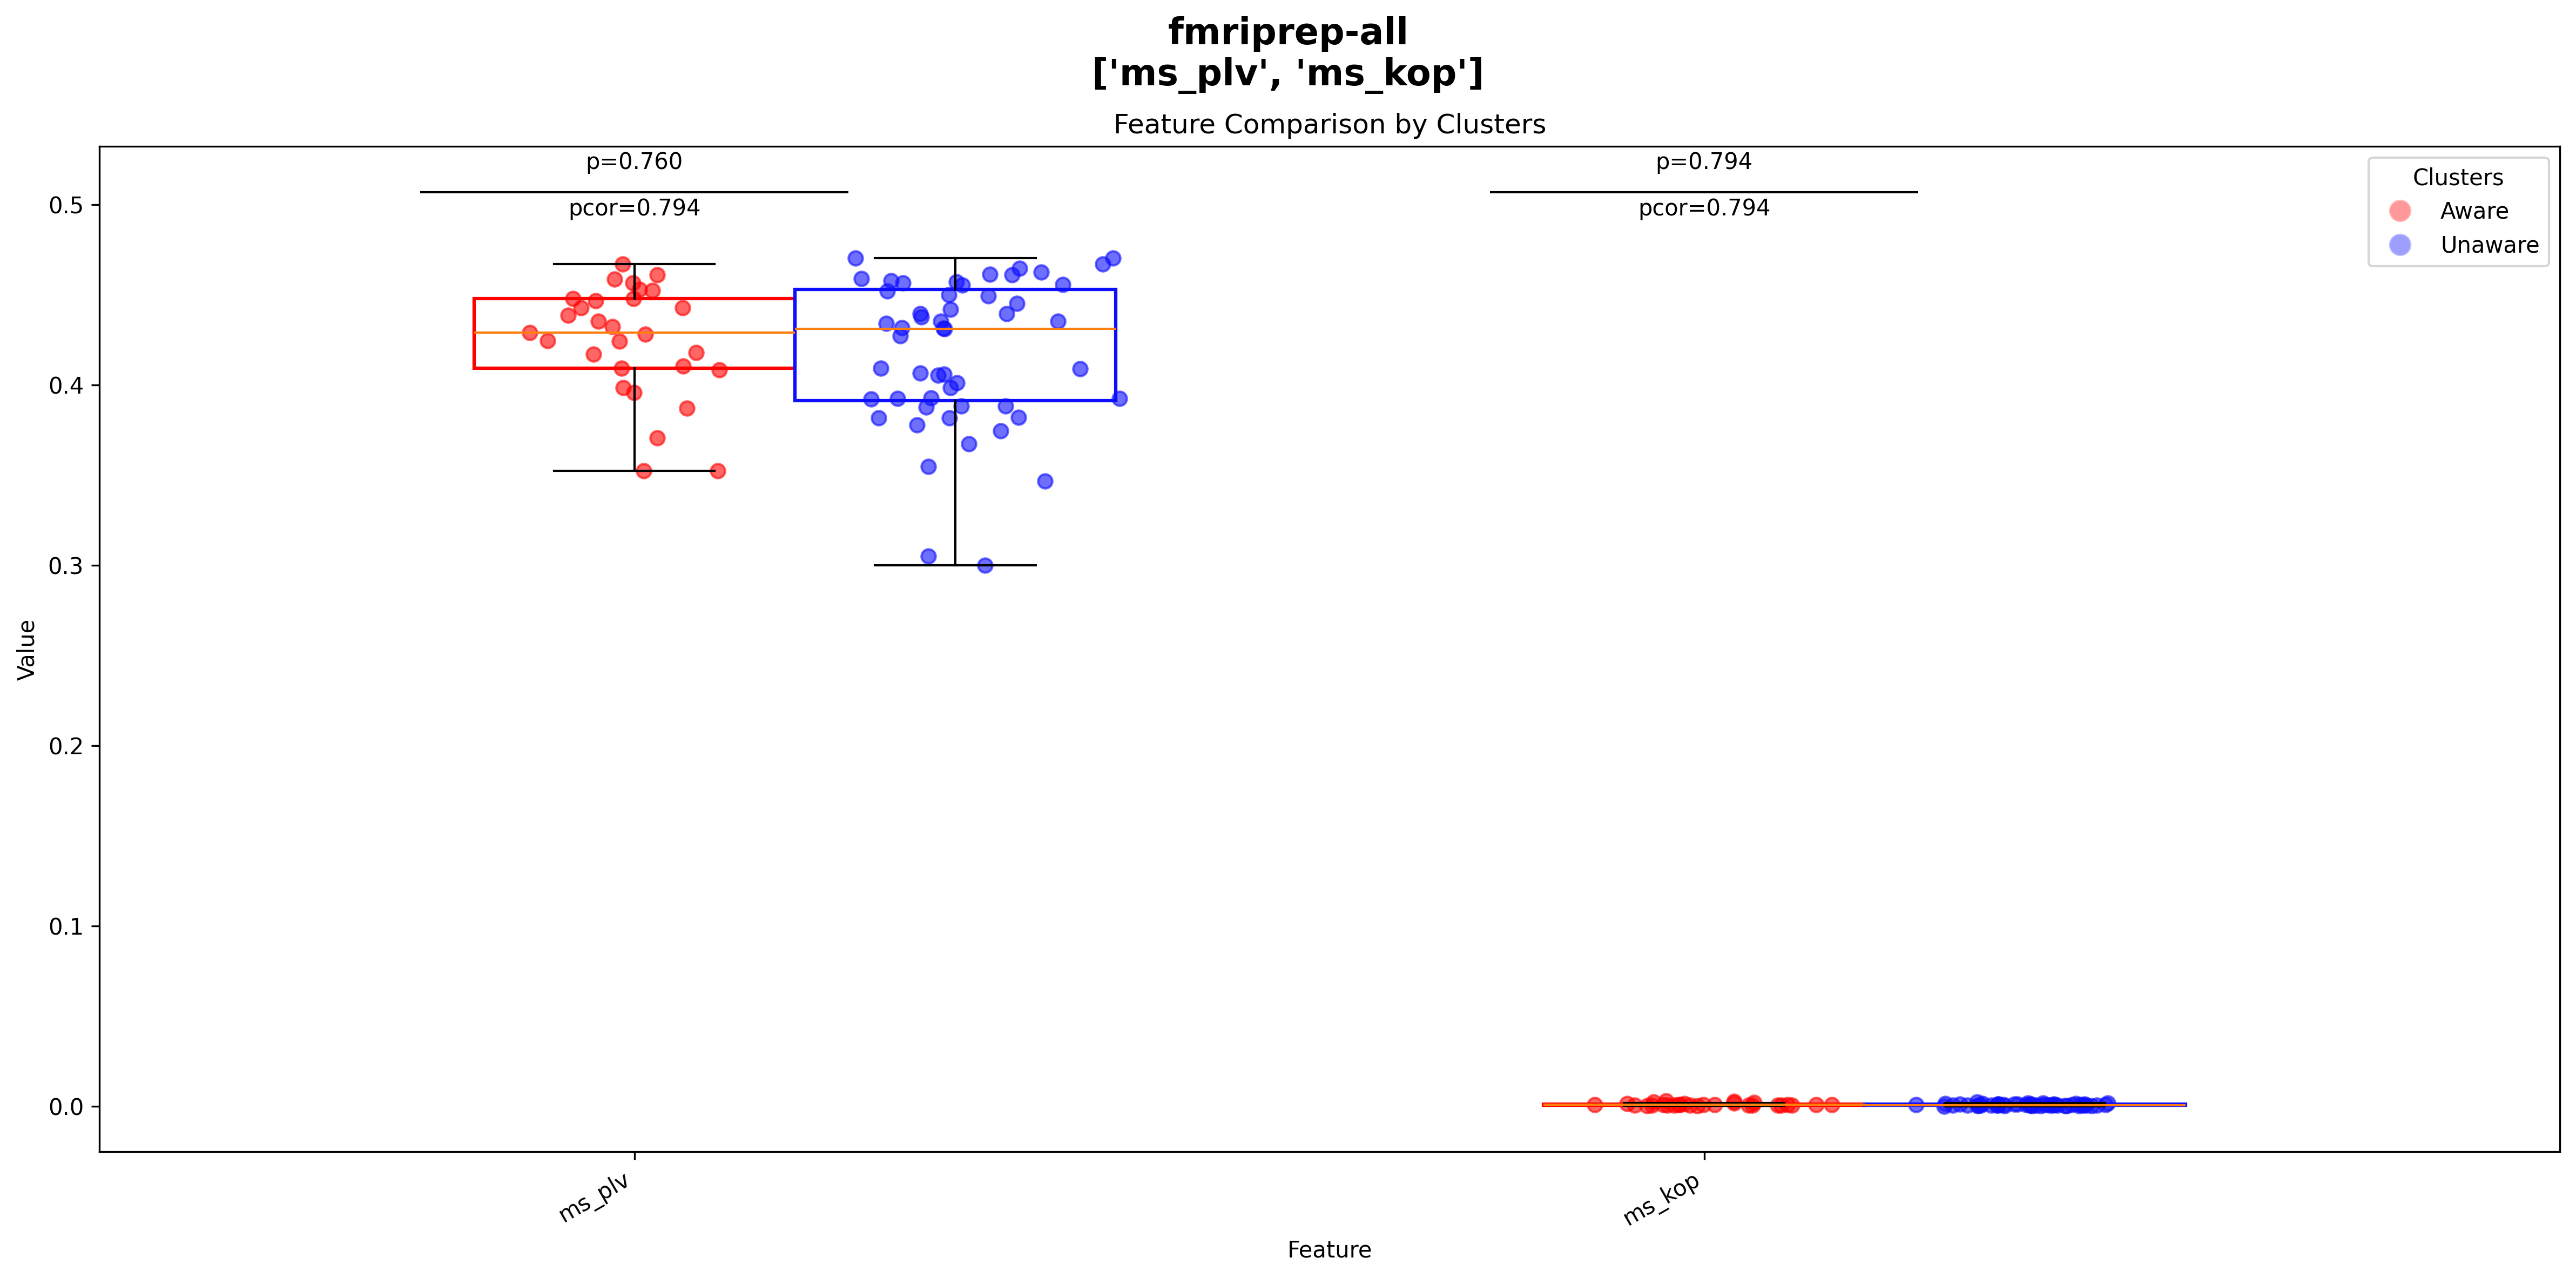 fmriprep-all
['ms_plv', 'ms_kop']
Feature Comparison by Clusters
p=0.760
pcor=0.794
p=0.794
pcor=0.794
Clusters
Aware
Unaware
0.5
0.4
0.3
0.2
0.1
0.0
Value
ms_plv
ms_kop
Feature